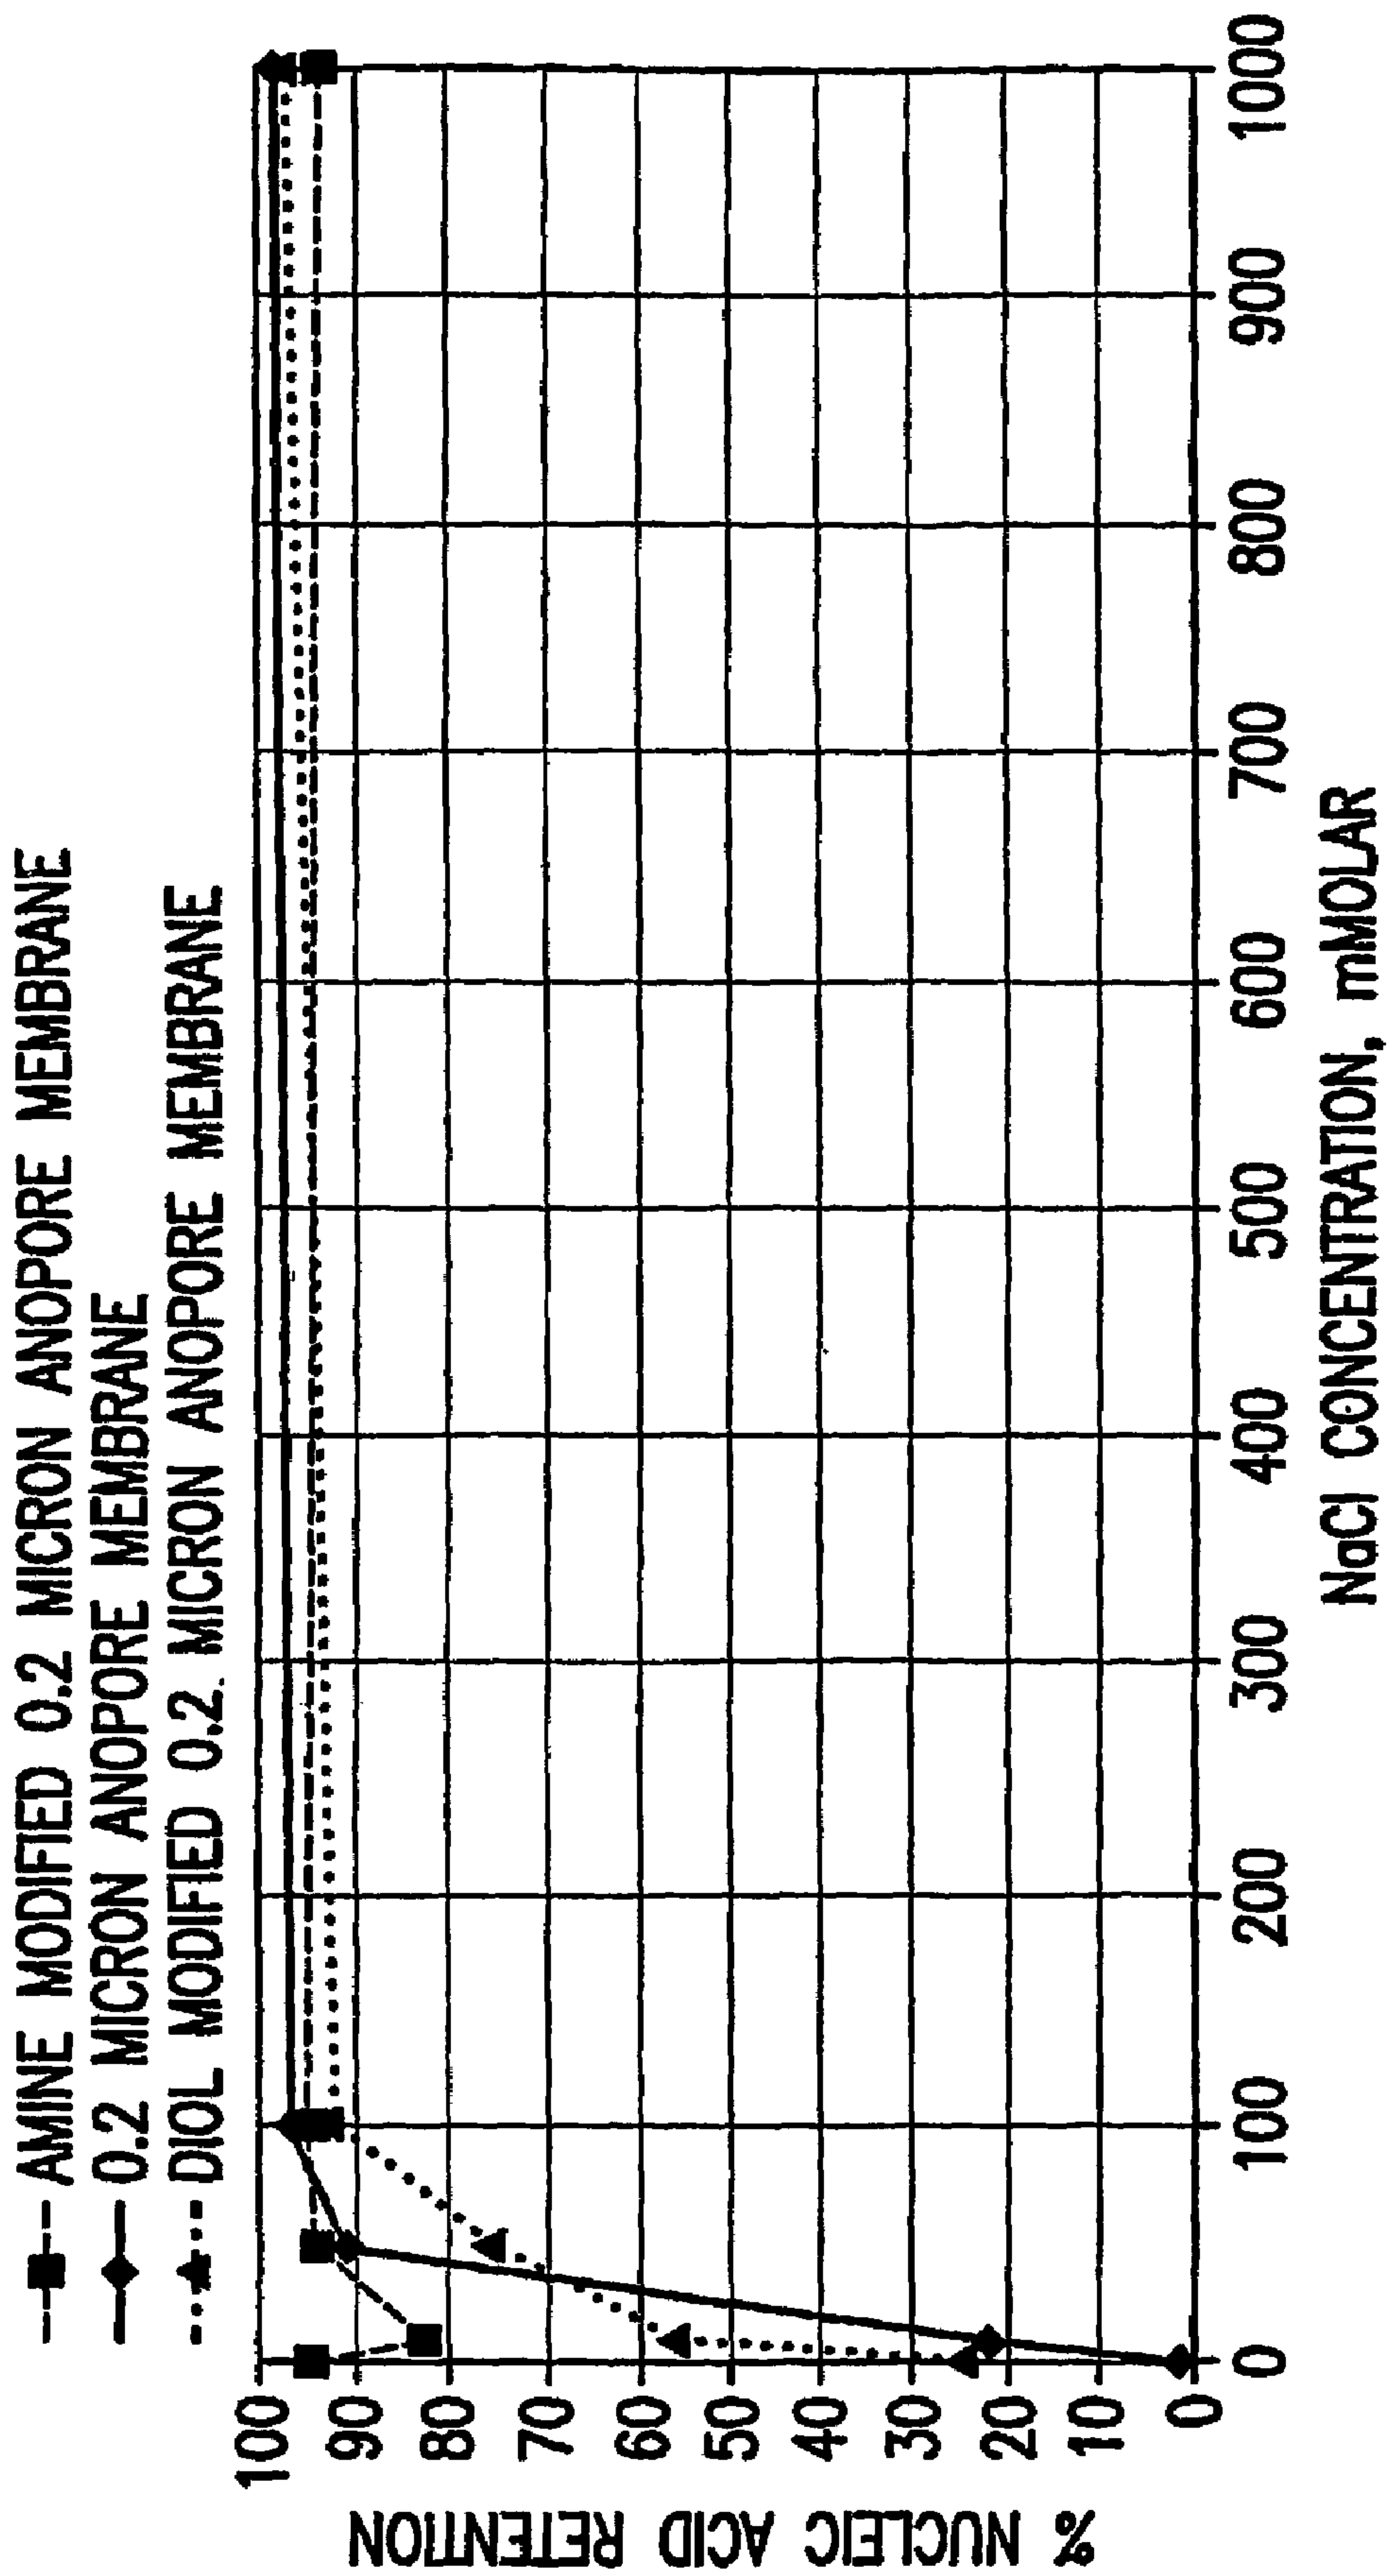 AMINE MODIFIED 0.2 MICRON ANOPORE MEMBRANE
0.2 MICRON ANOPORE MEMBRANE
DIOL MODIFIED 0.2. MICRON ANOPORE MEMBRANE
% NUCLEIC ACID RETENTION
100
90
80
70
60
50
40
30
20
10
0
0 100 200 300 400 500 600 700 800 900 1000
NaCl CONCENTRATION, mMOLAR